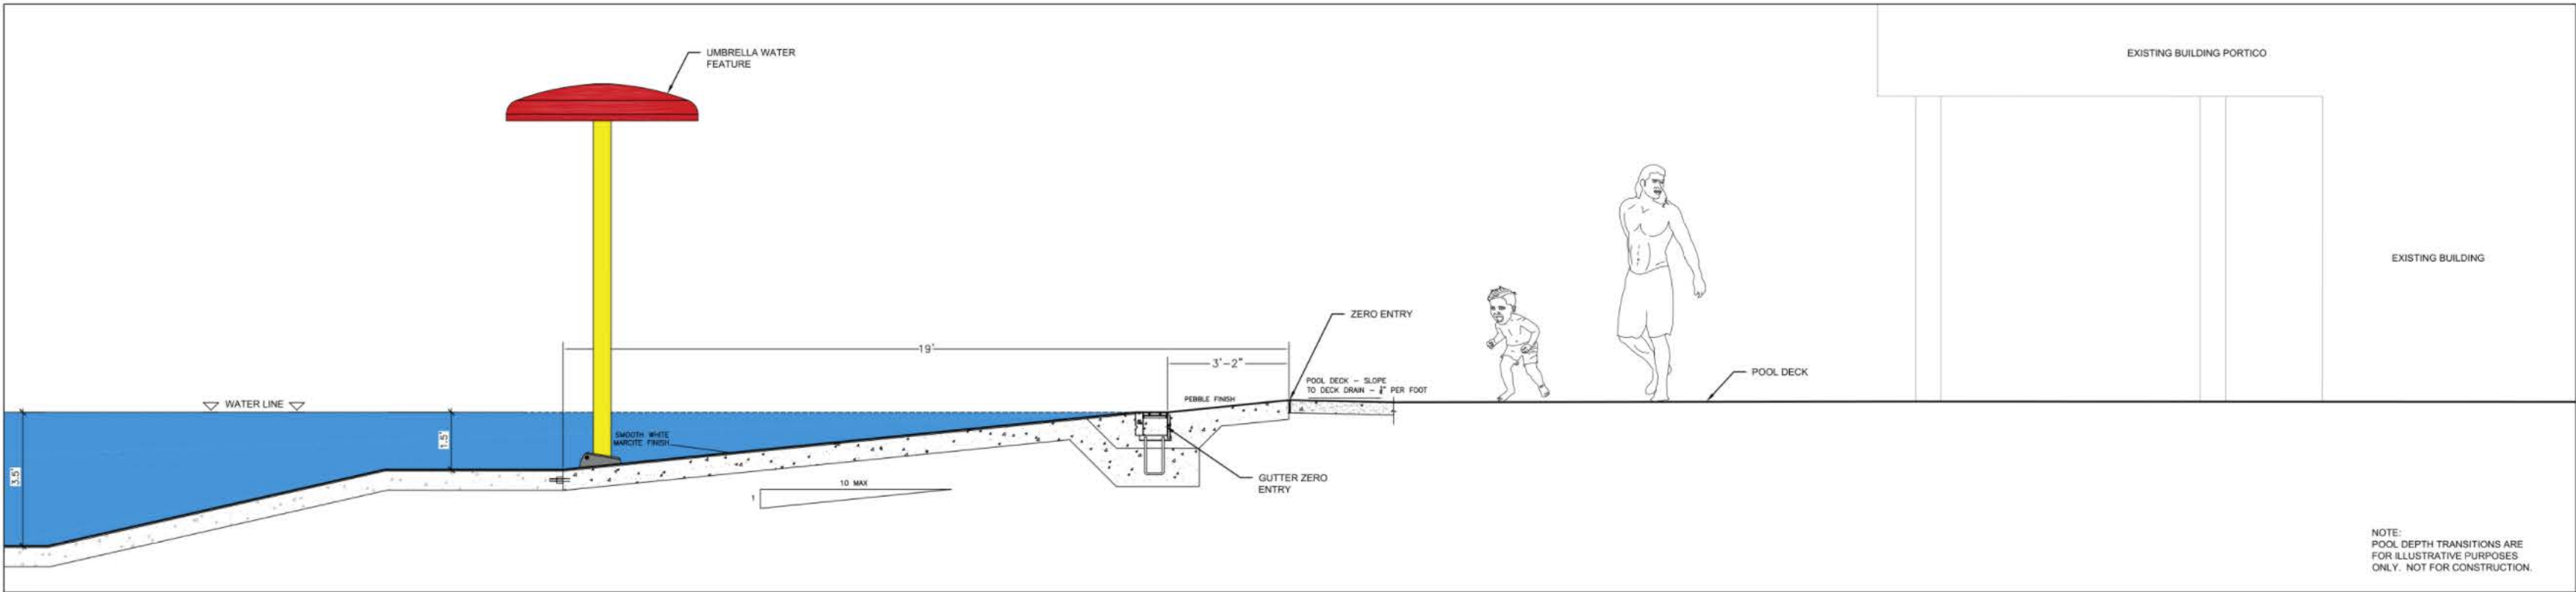 UMBRELLA WATER
FEATURE
EXISTING BUILDING PORTICO
EXISTING BUILDING
ZERO ENTRY
19'
3'-2"
POOL DECK - SLOPE
TO DECK DRAIN - " PER FOOT
POOL DECK
PEBBLE FINISH
WATER LINE
1.5'
3.5'
SMOOTH WHITE
MARCITE FINISH
GUTTER ZERO
ENTRY
10 MAX
1
NOTE:
POOL DEPTH TRANSITIONS ARE
FOR ILLUSTRATIVE PURPOSES
ONLY. NOT FOR CONSTRUCTION.